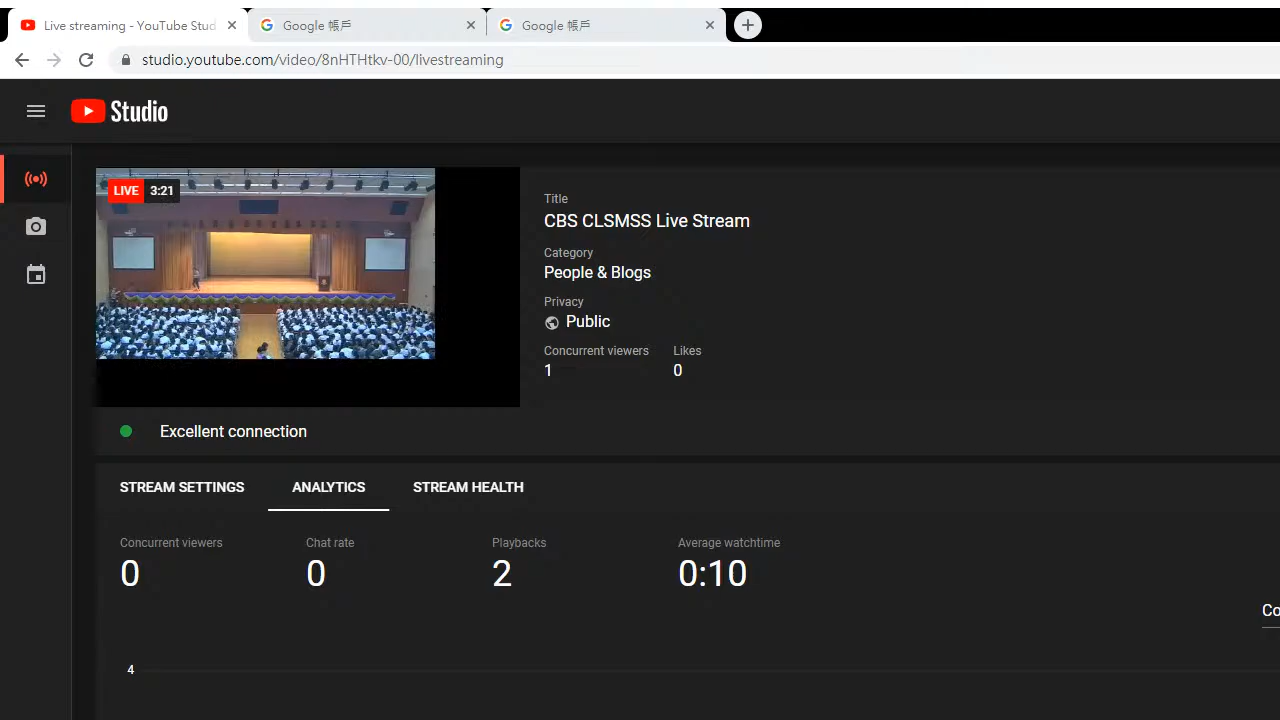 Live streaming - YouTube Stud
Google 帳戶
Google 帳戶
studio.youtube.com/video/8nHTHtkv-00/livestreaming
Studio
LIVE 3:21
Title
CBS CLSMSS Live Stream
Category
People & Blogs
Privacy
Public
Concurrent viewers Likes
1 0
Excellent connection
STREAM SETTINGS ANALYTICS STREAM HEALTH
Concurrent viewers Chat rate Playbacks Average watchtime
0 0 2 0:10
Co
4